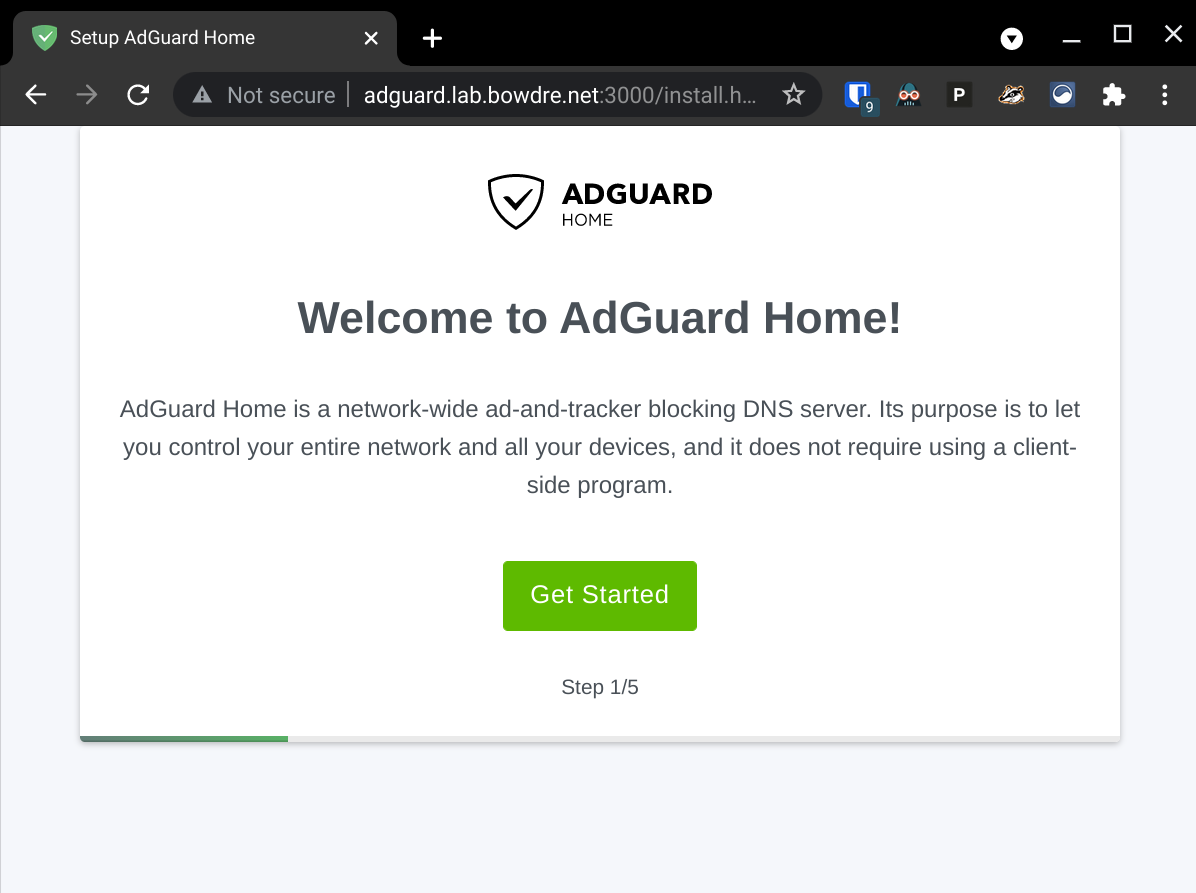 Setup AdGuard Home
Not secure
adguard.lab.bowdre.net:3000/install.h...
9
P
ADGUARD
HOME
Welcome to AdGuard Home!
AdGuard Home is a network-wide ad-and-tracker blocking DNS server. Its purpose is to let
you control your entire network and all your devices, and it does not require using a client-
side program.
Get Started
Step 1/5